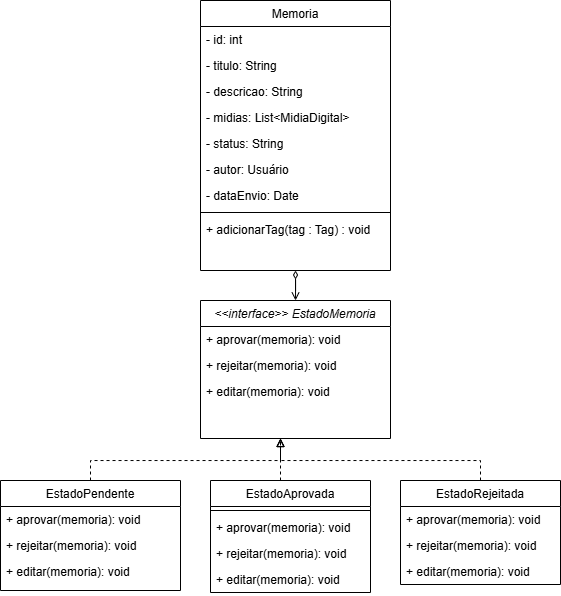 Memoria
- id: int
- titulo: String
- descricao: String
- midias: List<MidiaDigital>
- status: String
- autor: Usuário
- dataEnvio: Date
+ adicionarTag(tag : Tag) : void
<<interface>> EstadoMemoria
+ aprovar(memoria): void
+ rejeitar(memoria): void
+ editar(memoria): void
EstadoPendente
+ aprovar(memoria): void
+ rejeitar(memoria): void
+ editar(memoria): void
EstadoAprovada
+ aprovar(memoria): void
+ rejeitar(memoria): void
+ editar(memoria): void
EstadoRejeitada
+ aprovar(memoria): void
+ rejeitar(memoria): void
+ editar(memoria): void